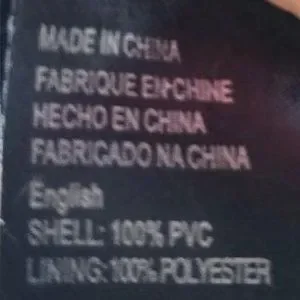 MADE IN CHINA
FABRIQUE EN CHINE
HECHO EN CHINA
FABRICADO NA CHINA
English
SHELL: 100% PVC
LINING: 100% POLYESTER